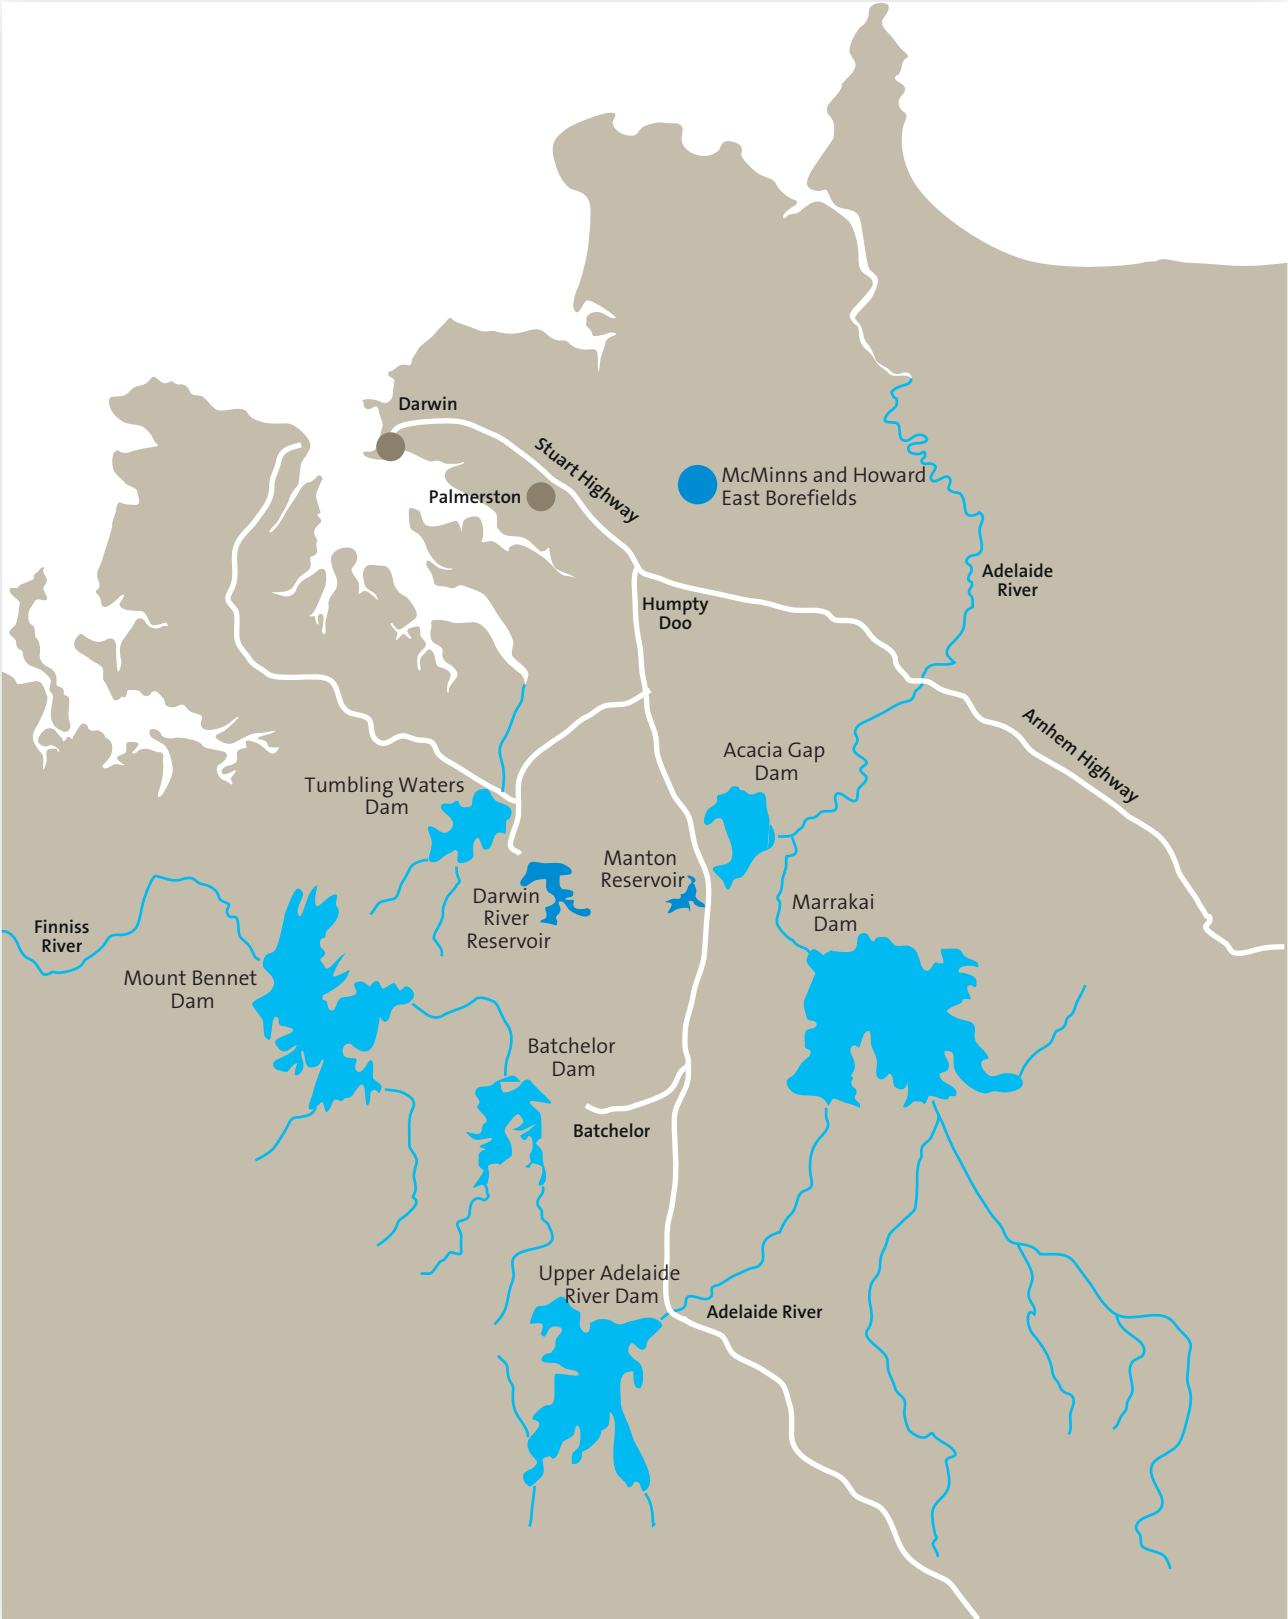 Darwin
Stuart Highway
Palmerston
McMinns and Howard
East Borefields
Adelaide
River
Humpty
Doo
Arnhem Highway
Acacia Gap
Dam
Tumbling Waters
Dam
Manton
Reservoir
Darwin
River
Reservoir
Marrakai
Dam
Finniss
River
Mount Bennet
Dam
Batchelor
Dam
Batchelor
Upper Adelaide
River Dam
Adelaide River